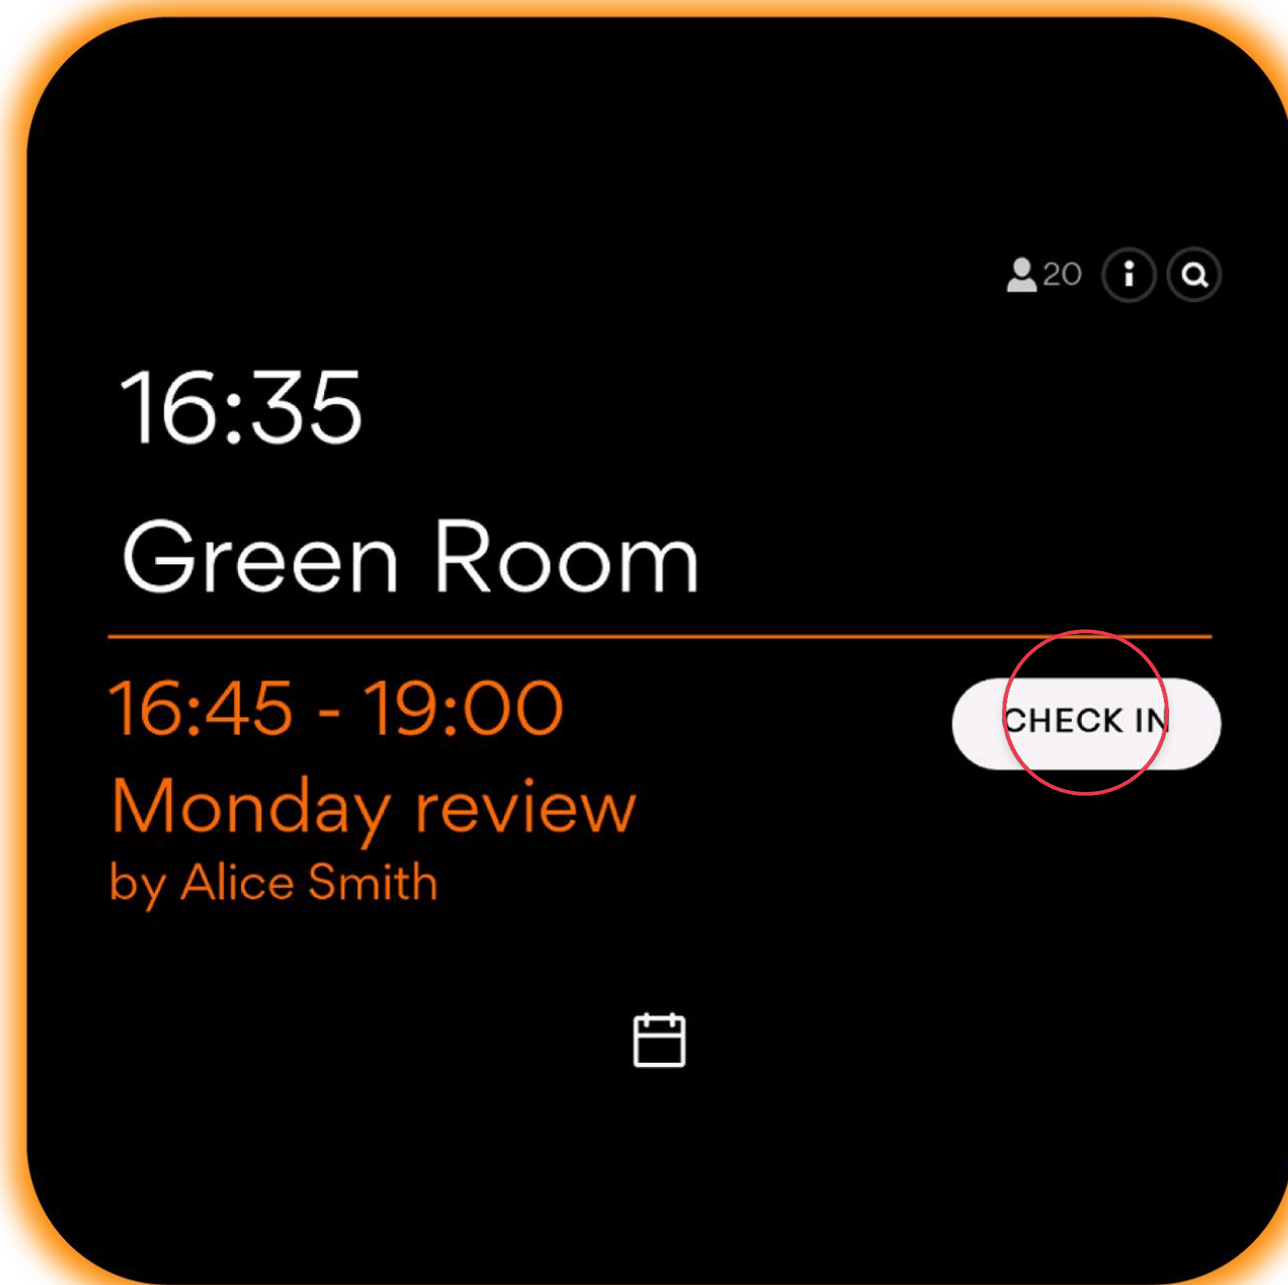 20
16:35
Green Room
16:45 - 19:00
CHECK IN
Monday review
by Alice Smith